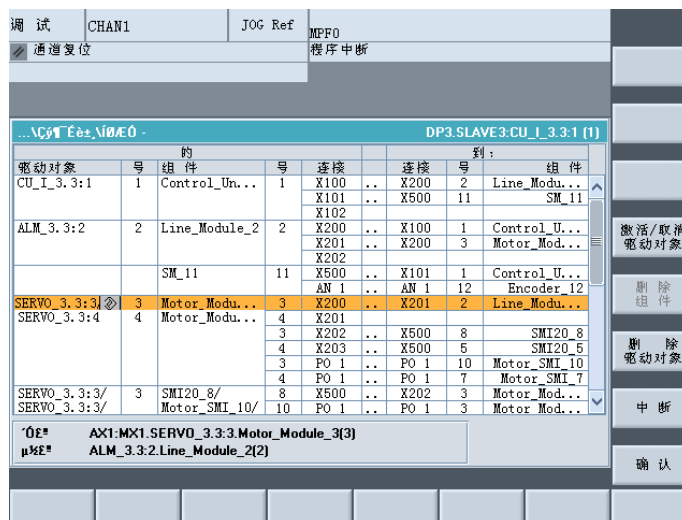 调 试 CHAN1 JOG Ref MPF0
通道复位 程序中断
...\Çý¶¯Éè±¸\ÍØÆÓ - DP3.SLAVE3:CU_I_3.3:1 (1)
的 到：
驱动对象 号 组 件 号 连接 连接 号 组 件
CU_I_3.3:1 1 Control_Un... 1 X100 .. X200 2 Line_Modu...
X101 .. X500 11 SM_11
X102
ALM_3.3:2 2 Line_Module_2 2 X200 .. X100 1 Control_U...
X201 .. X200 3 Motor_Mod...
X202
SM_11 11 X500 .. X101 1 Control_U...
AN 1 .. AN 1 12 Encoder_12
SERVO_3.3:3/ 3 Motor_Modu... 3 X200 .. X201 2 Line_Modu...
SERVO_3.3:4 4 Motor_Modu... 4 X201
3 X202 .. X500 8 SMI20_8
4 X203 .. X500 5 SMI20_5
3 PO 1 .. PO 1 10 Motor_SMI_10
4 PO 1 .. PO 1 7 Motor_SMI_7
SERVO_3.3:3/ 3 SMI20_8/ 8 X500 .. X202 3 Motor_Mod...
SERVO_3.3:3/ Motor_SMI_10/ 10 PO 1 .. PO 1 3 Motor_Mod...
´Ó£º AX1:MX1.SERVO_3.3:3.Motor_Module_3(3)
µ½£º ALM_3.3:2.Line_Module_2(2)
激活/取消
驱动对象
删 除
组 件
删 除
驱动对象
中 断
确 认